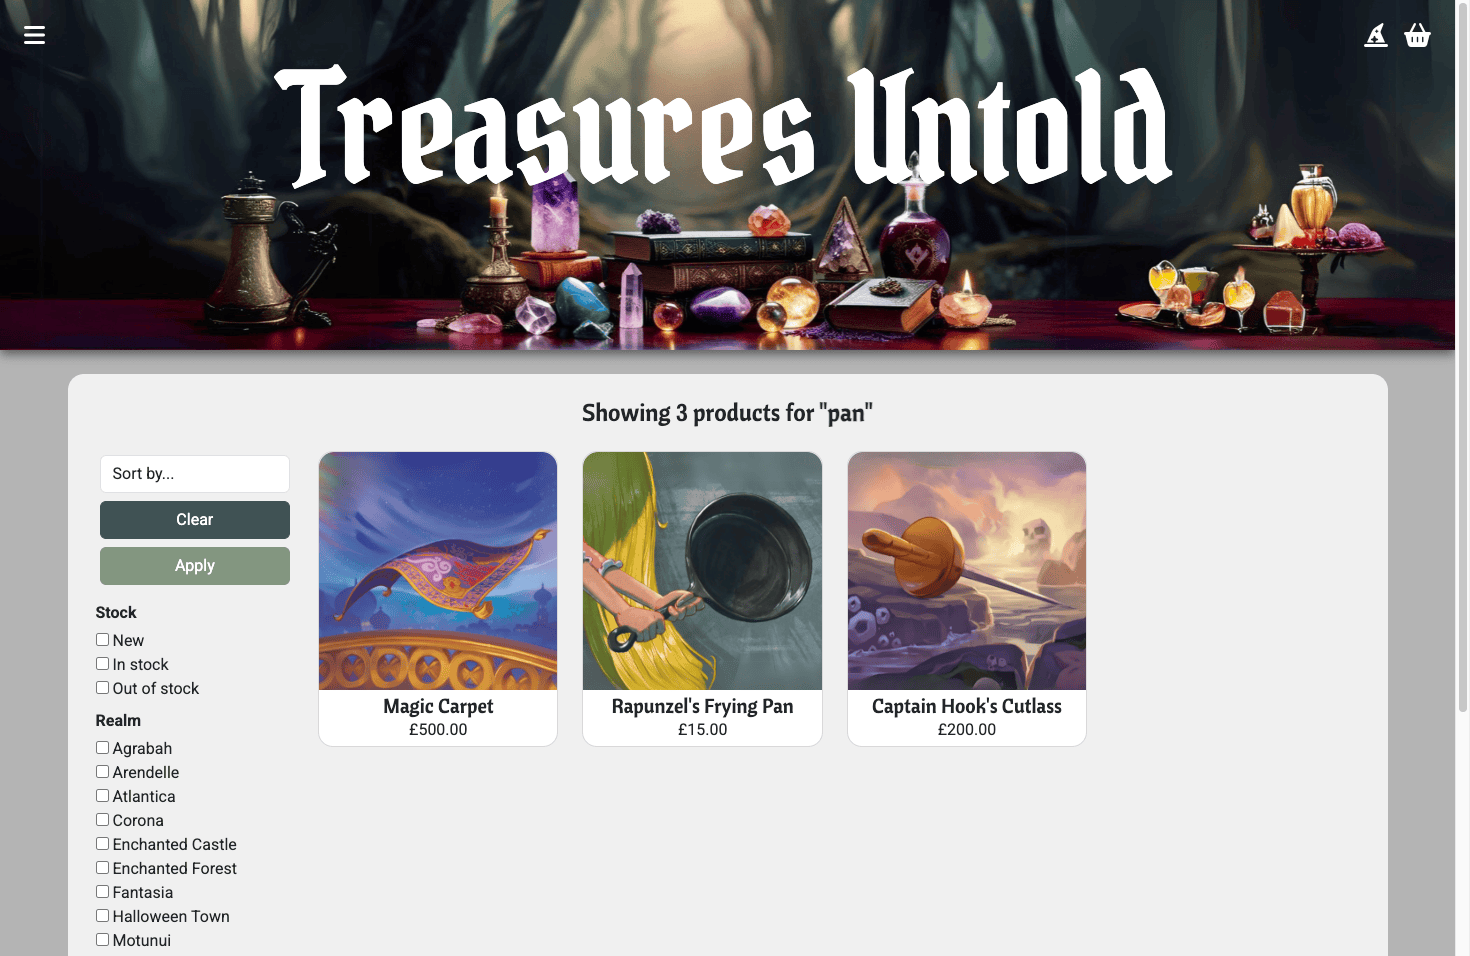 Treasures Untold
Showing 3 products for "pan"
Sort by...
Clear
Apply
Stock
New
In stock
Out of stock
Realm
Agrabah
Arendelle
Atlantica
Corona
Enchanted Castle
Enchanted Forest
Fantasia
Halloween Town
Motunui
Magic Carpet
£500.00
Rapunzel's Frying Pan
£15.00
Captain Hook's Cutlass
£200.00